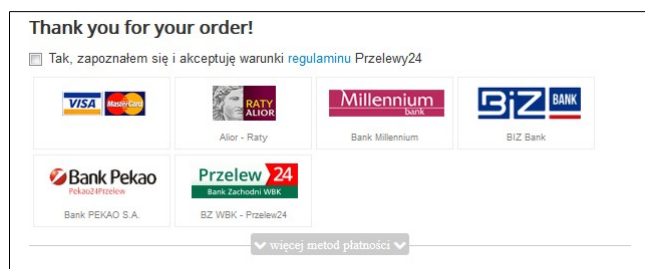 Thank you for your order!
Tak, zapoznałem się i akceptuję warunki regulaminu Przelewy24
VISA MasterCard
RATY ALIOR
Millennium bank
BiZ BANK
Alior - Raty
Bank Millennium
BIZ Bank
Bank Pekao
Pekao24Przelew
Przelew 24
Bank Zachodni WBK
Bank PEKAO S.A.
BZ WBK - Przelew24
więcej metod płatności